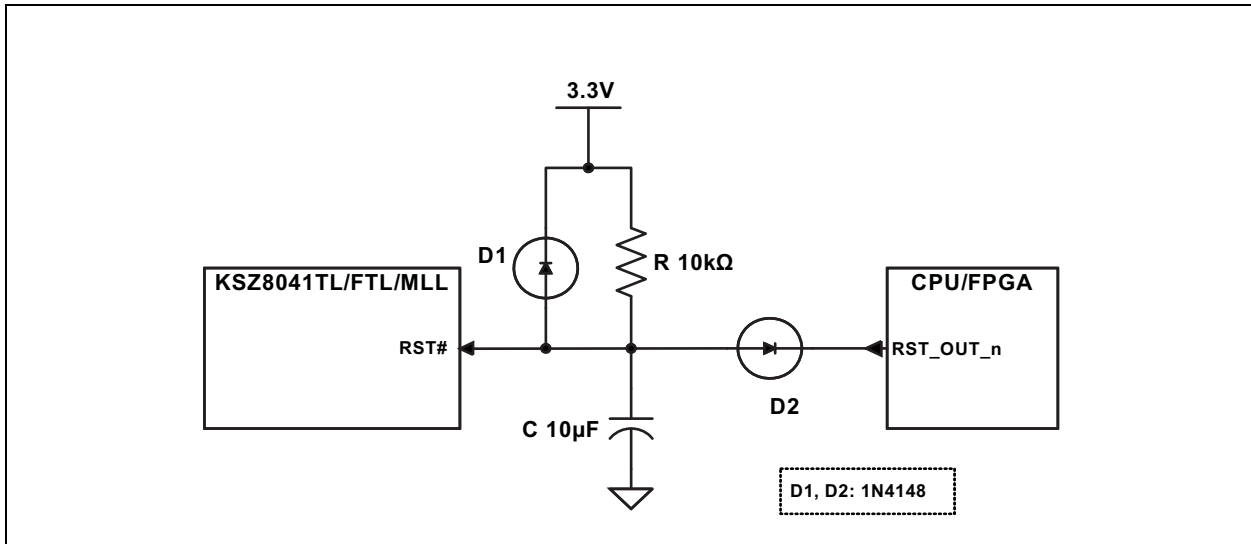 3.3V
D1
R 10kΩ
KSZ8041TL/FTL/MLL
CPU/FPGA
RST#
RST_OUT_n
D2
C 10µF
D1, D2: 1N4148